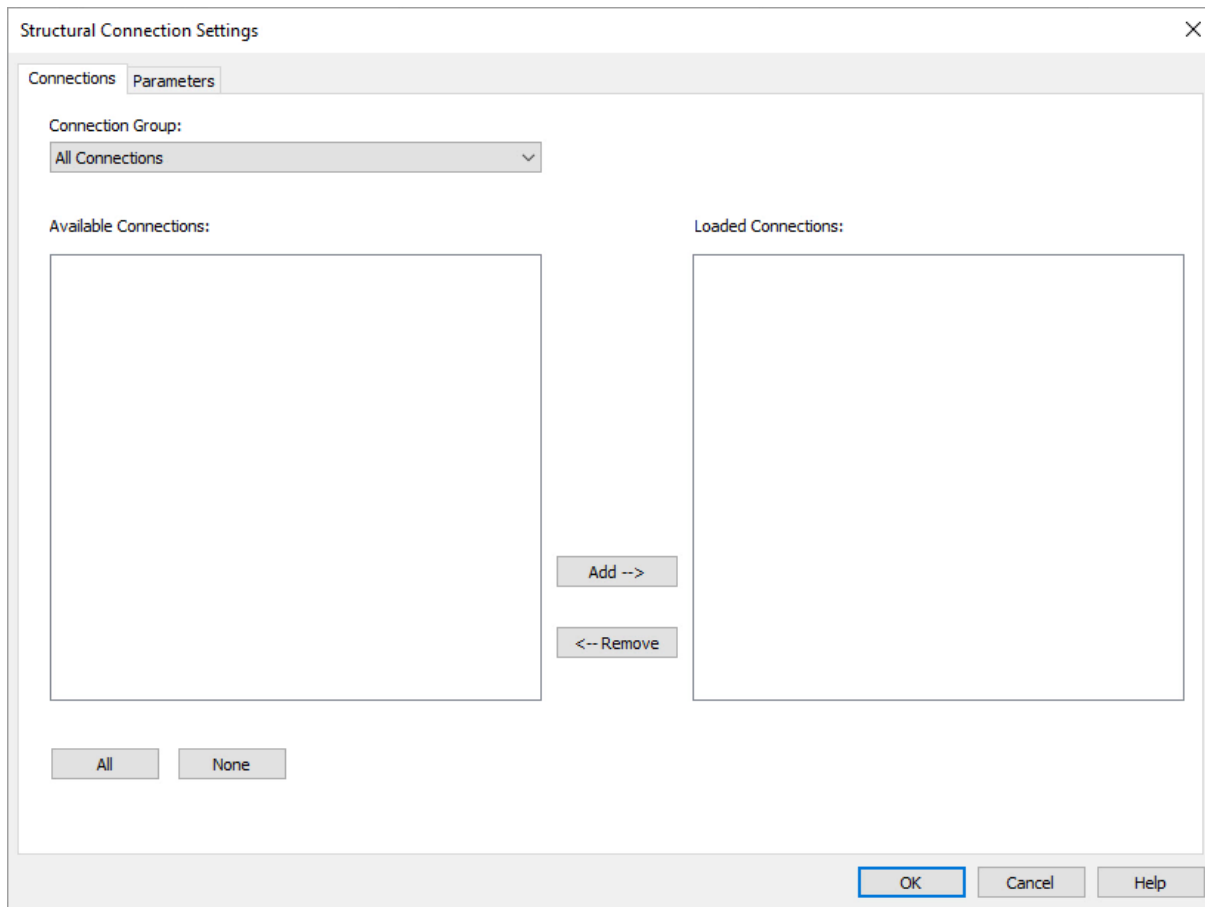 Structural Connection Settings
Connections
Parameters
Connection Group:
All Connections
Available Connections:
Loaded Connections:
Add -->
<-- Remove
All
None
OK
Cancel
Help